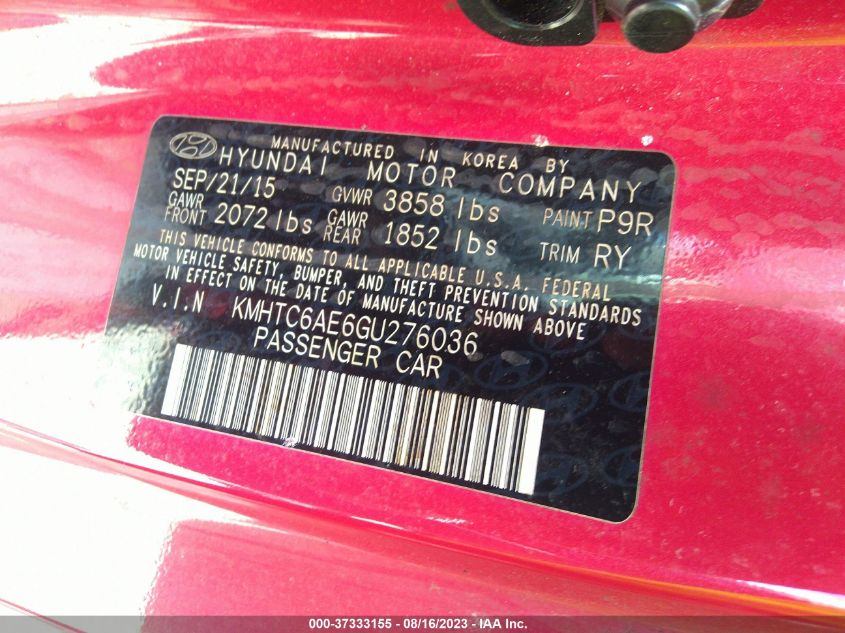 MANUFACTURED IN KOREA BY
HYUNDAI MOTOR COMPANY
SEP/21/15 GVWR 3858 lbs PAINT P9R
GAWR FRONT 2072 lbs GAWR REAR 1852 lbs TRIM RY
THIS VEHICLE CONFORMS TO ALL APPLICABLE U.S.A. FEDERAL
MOTOR VEHICLE SAFETY, BUMPER, AND THEFT PREVENTION STANDARDS
IN EFFECT ON THE DATE OF MANUFACTURE SHOWN ABOVE
V.I.N KMHTC6AE6GU276036
PASSENGER CAR
000-37333155 - 08/16/2023 - IAA Inc.